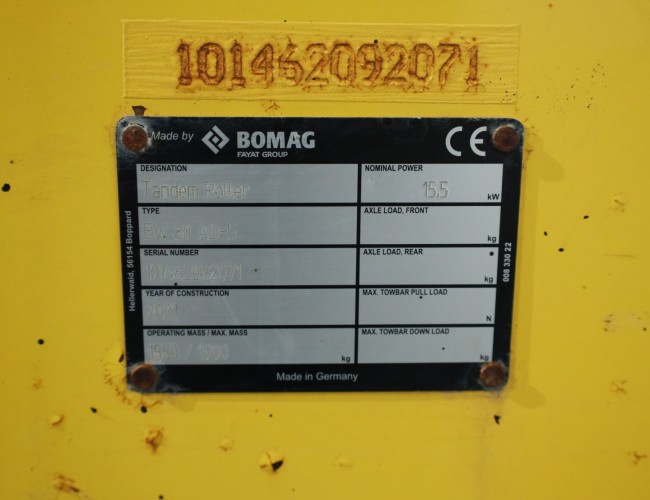 101462092071
Made by BOMAG
FAYAT GROUP
CE
DESIGNATION
Tandem Roller
NOMINAL POWER
15.5 kW
TYPE
AXLE LOAD, FRONT
kg
SERIAL NUMBER
AXLE LOAD, REAR
kg
YEAR OF CONSTRUCTION
MAX. TOWBAR PULL LOAD
N
OPERATING MASS / MAX. MASS
kg
MAX. TOWBAR DOWN LOAD
Made in Germany
Hellerwald, 56154 Boppard
008 330 22